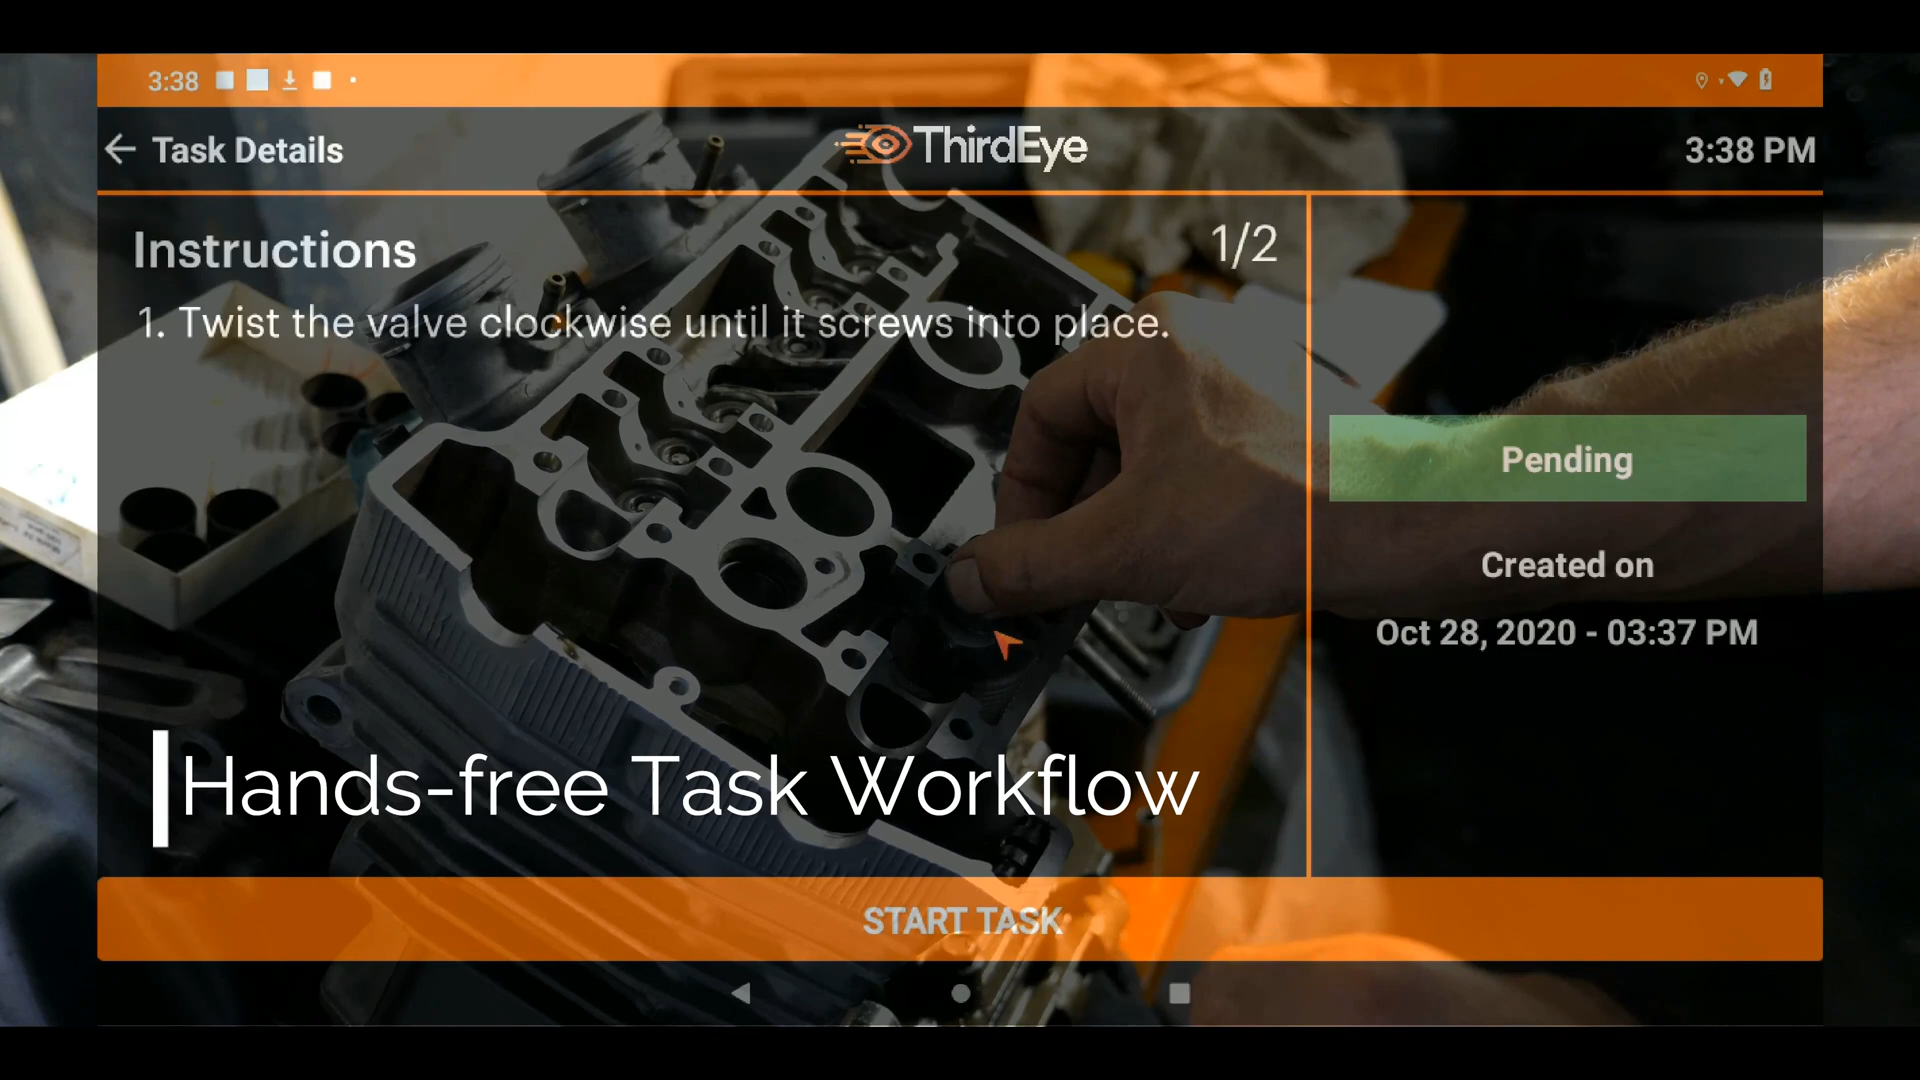 3:38
Task Details
ThirdEye
3:38 PM
Instructions
1/2
1. Twist the valve clockwise until it screws into place.
Pending
Created on
Oct 28, 2020 - 03:37 PM
Hands-free Task Workflow
START TASK